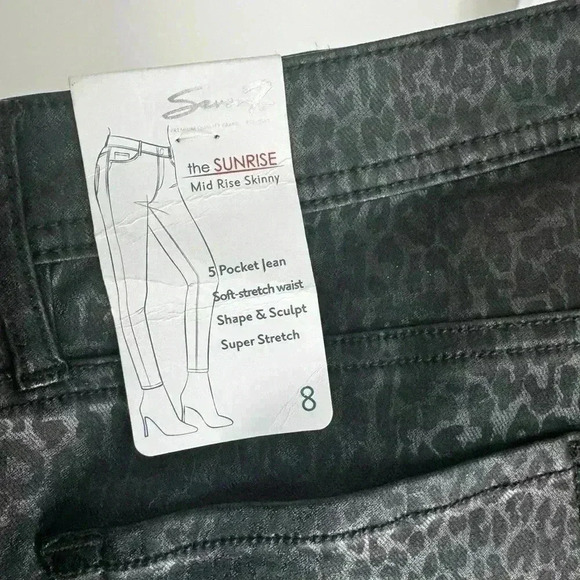 Seven7
the SUNRISE
Mid Rise Skinny
5 Pocket Jean
Soft-stretch waist
Shape & Sculpt
Super Stretch
8